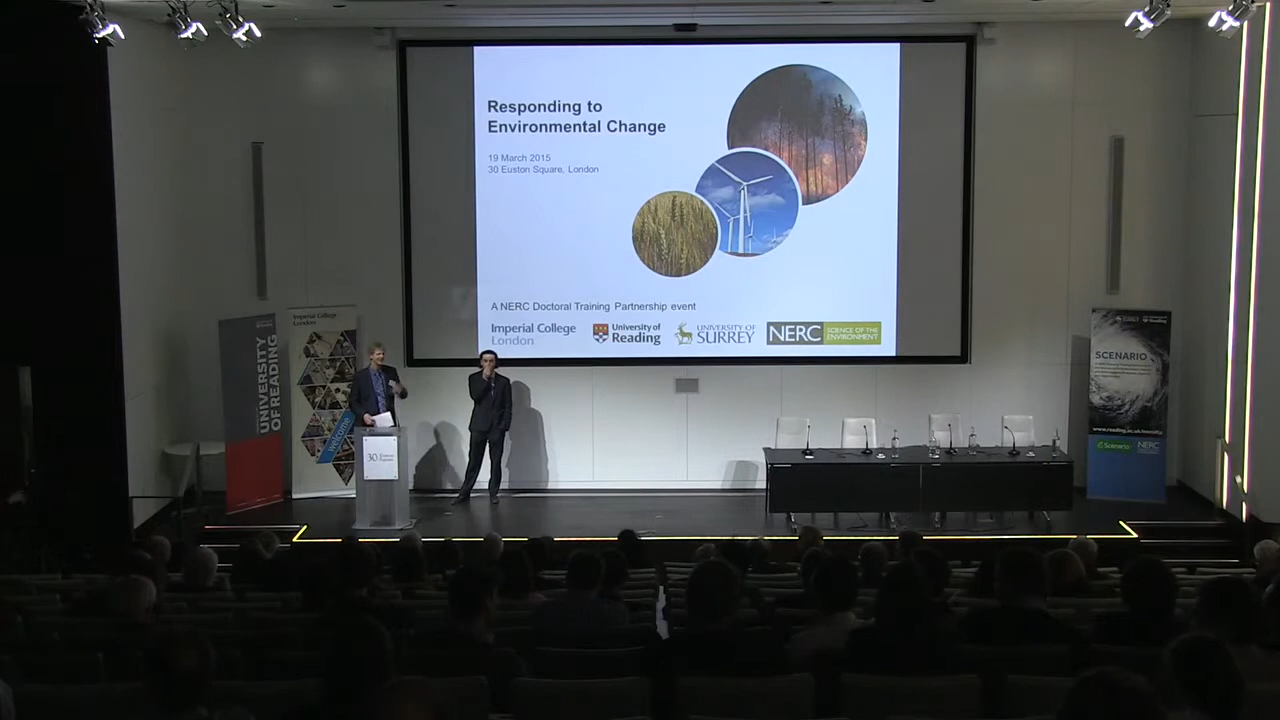 Responding to
Environmental Change
19 March 2015
30 Euston Square, London
A NERC Doctoral Training Partnership event
Imperial College
London
University of
Reading
UNIVERSITY OF
SURREY
NERC
SCIENCE OF THE
ENVIRONMENT
UNIVERSITY
OF READING
Imperial College
London
Welcome
30 Euston
Square
SCENARIO
Scenario
NERC